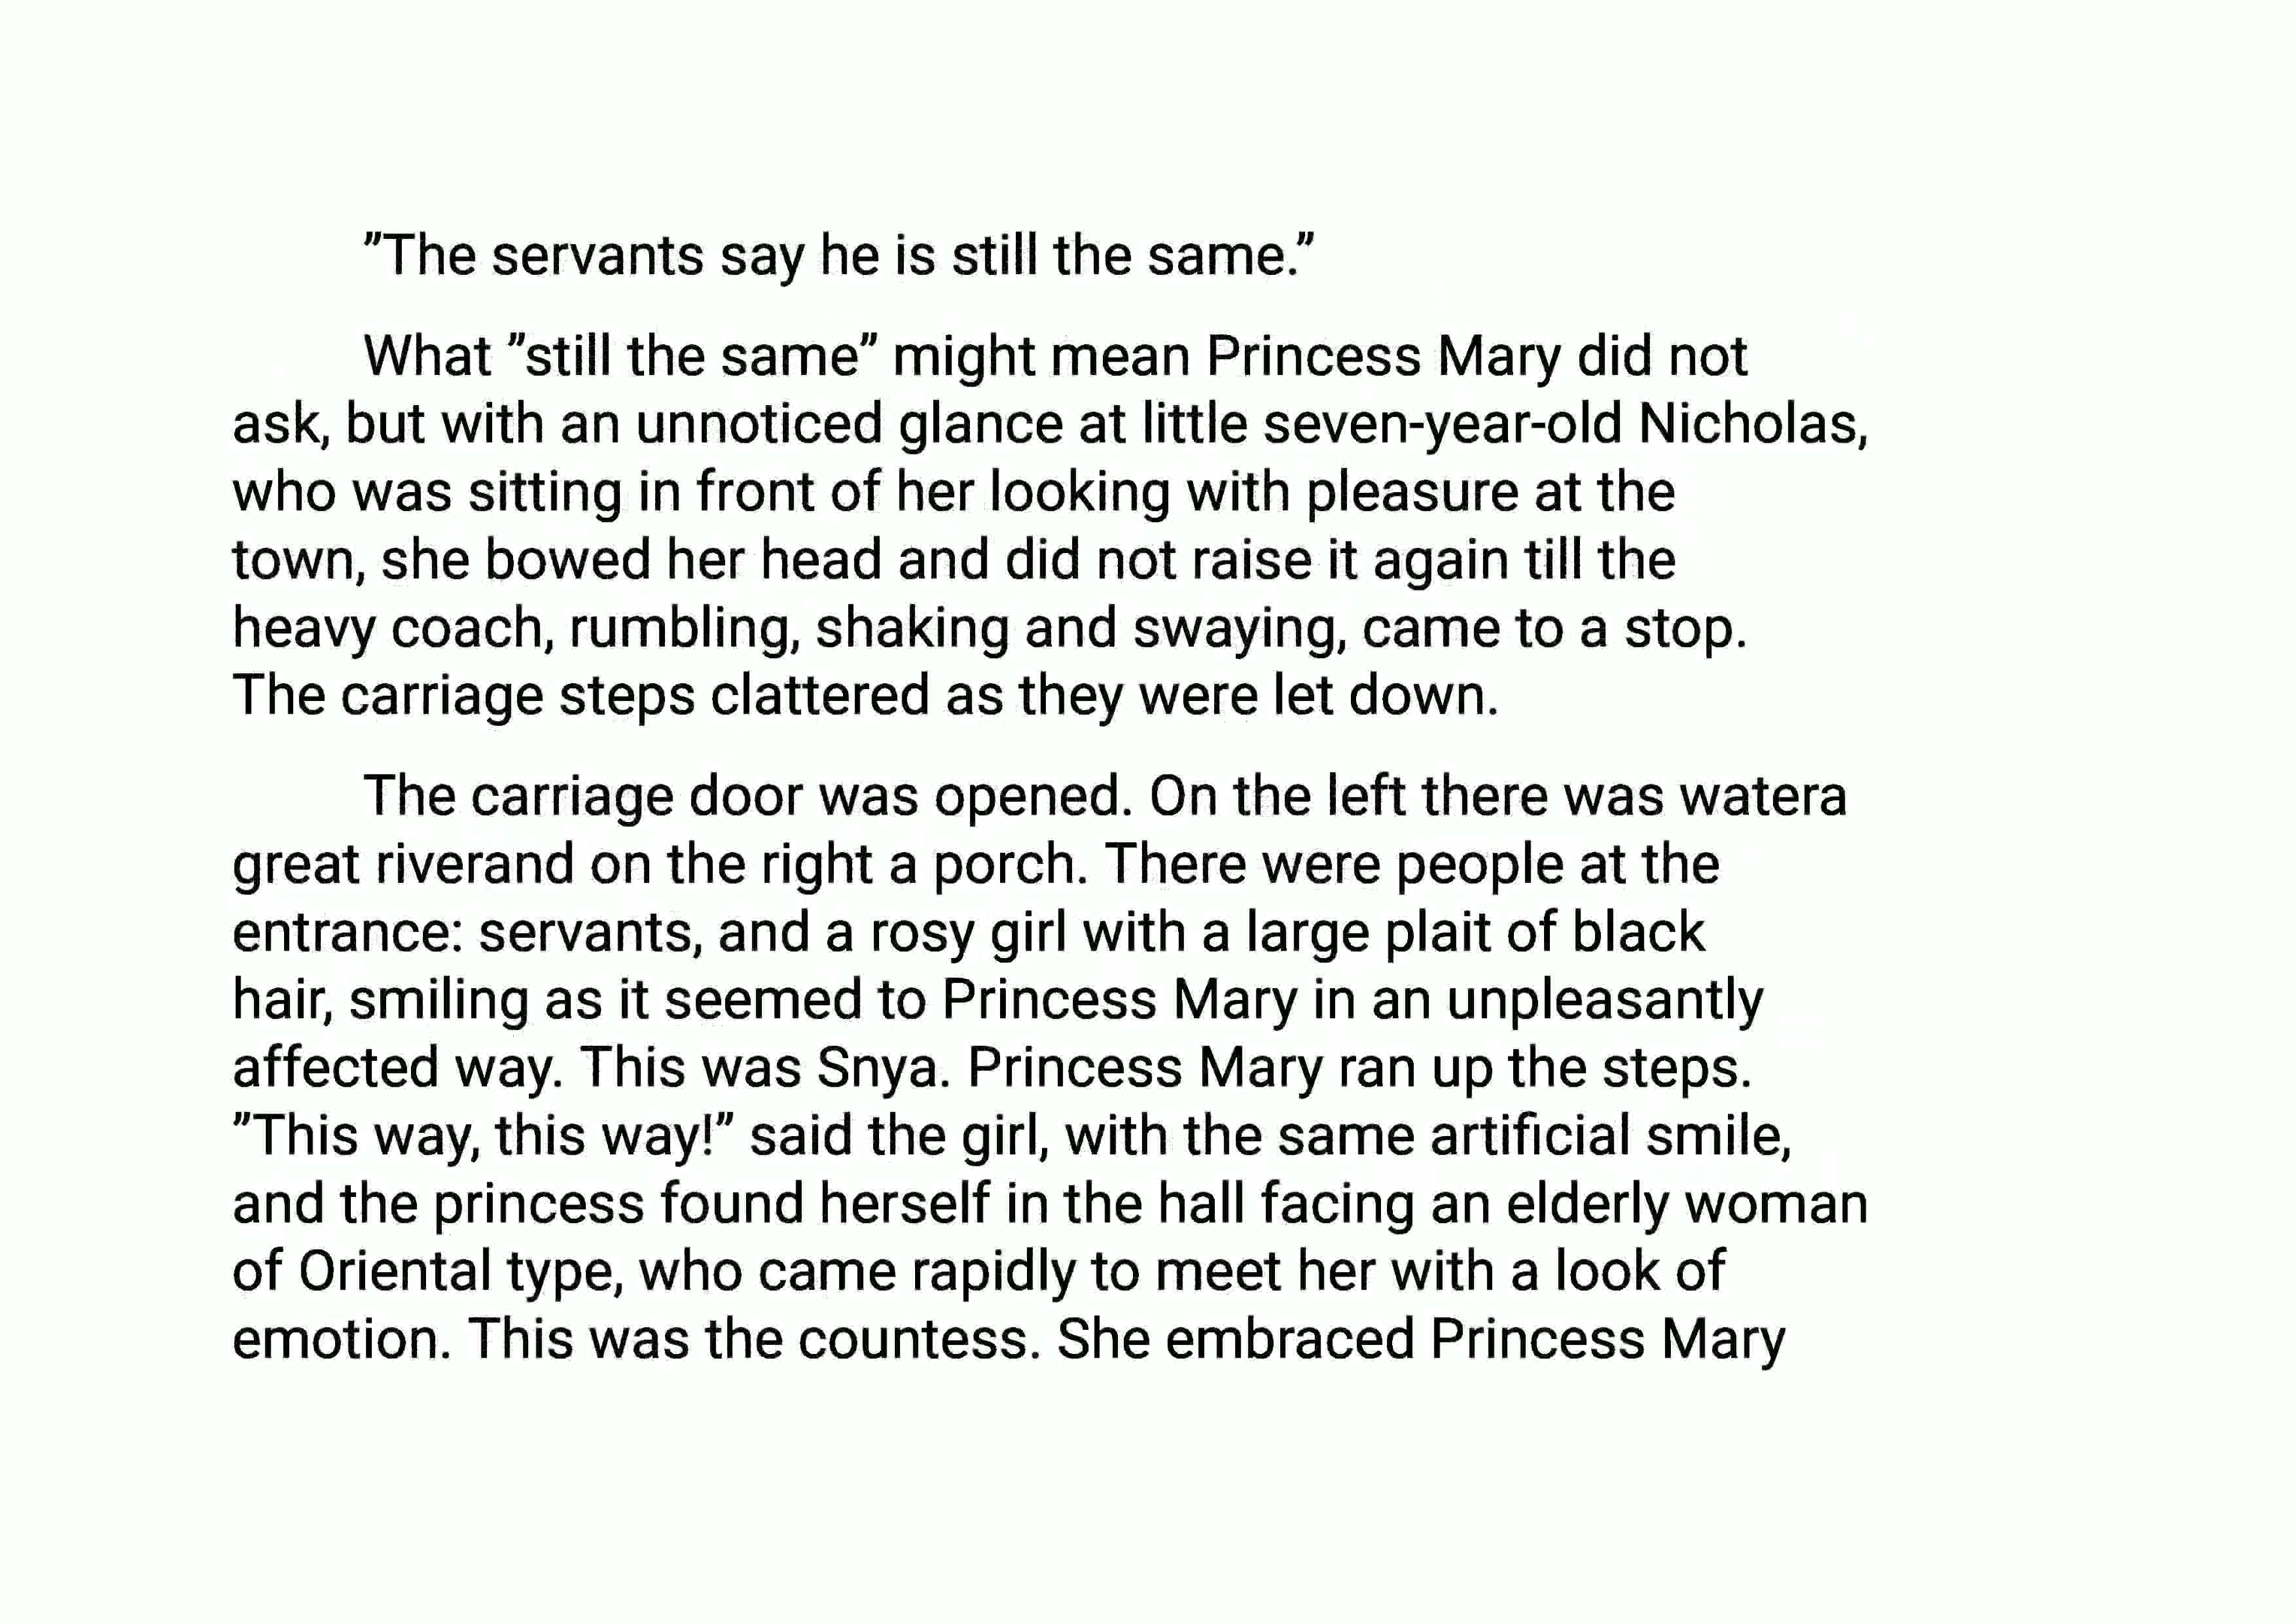 ”The servants say he is still the same.”
What ”still the same” might mean Princess Mary did not
ask, but with an unnoticed glance at little seven-year-old Nicholas,
who was sitting in front of her looking with pleasure at the
town, she bowed her head and did not raise it again till the
heavy coach, rumbling, shaking and swaying, came to a stop.
The carriage steps clattered as they were let down.
The carriage door was opened. On the left there was watera
great riverand on the right a porch. There were people at the
entrance: servants, and a rosy girl with a large plait of black
hair, smiling as it seemed to Princess Mary in an unpleasantly
affected way. This was Snya. Princess Mary ran up the steps.
”This way, this way!” said the girl, with the same artificial smile,
and the princess found herself in the hall facing an elderly woman
of Oriental type, who came rapidly to meet her with a look of
emotion. This was the countess. She embraced Princess Mary